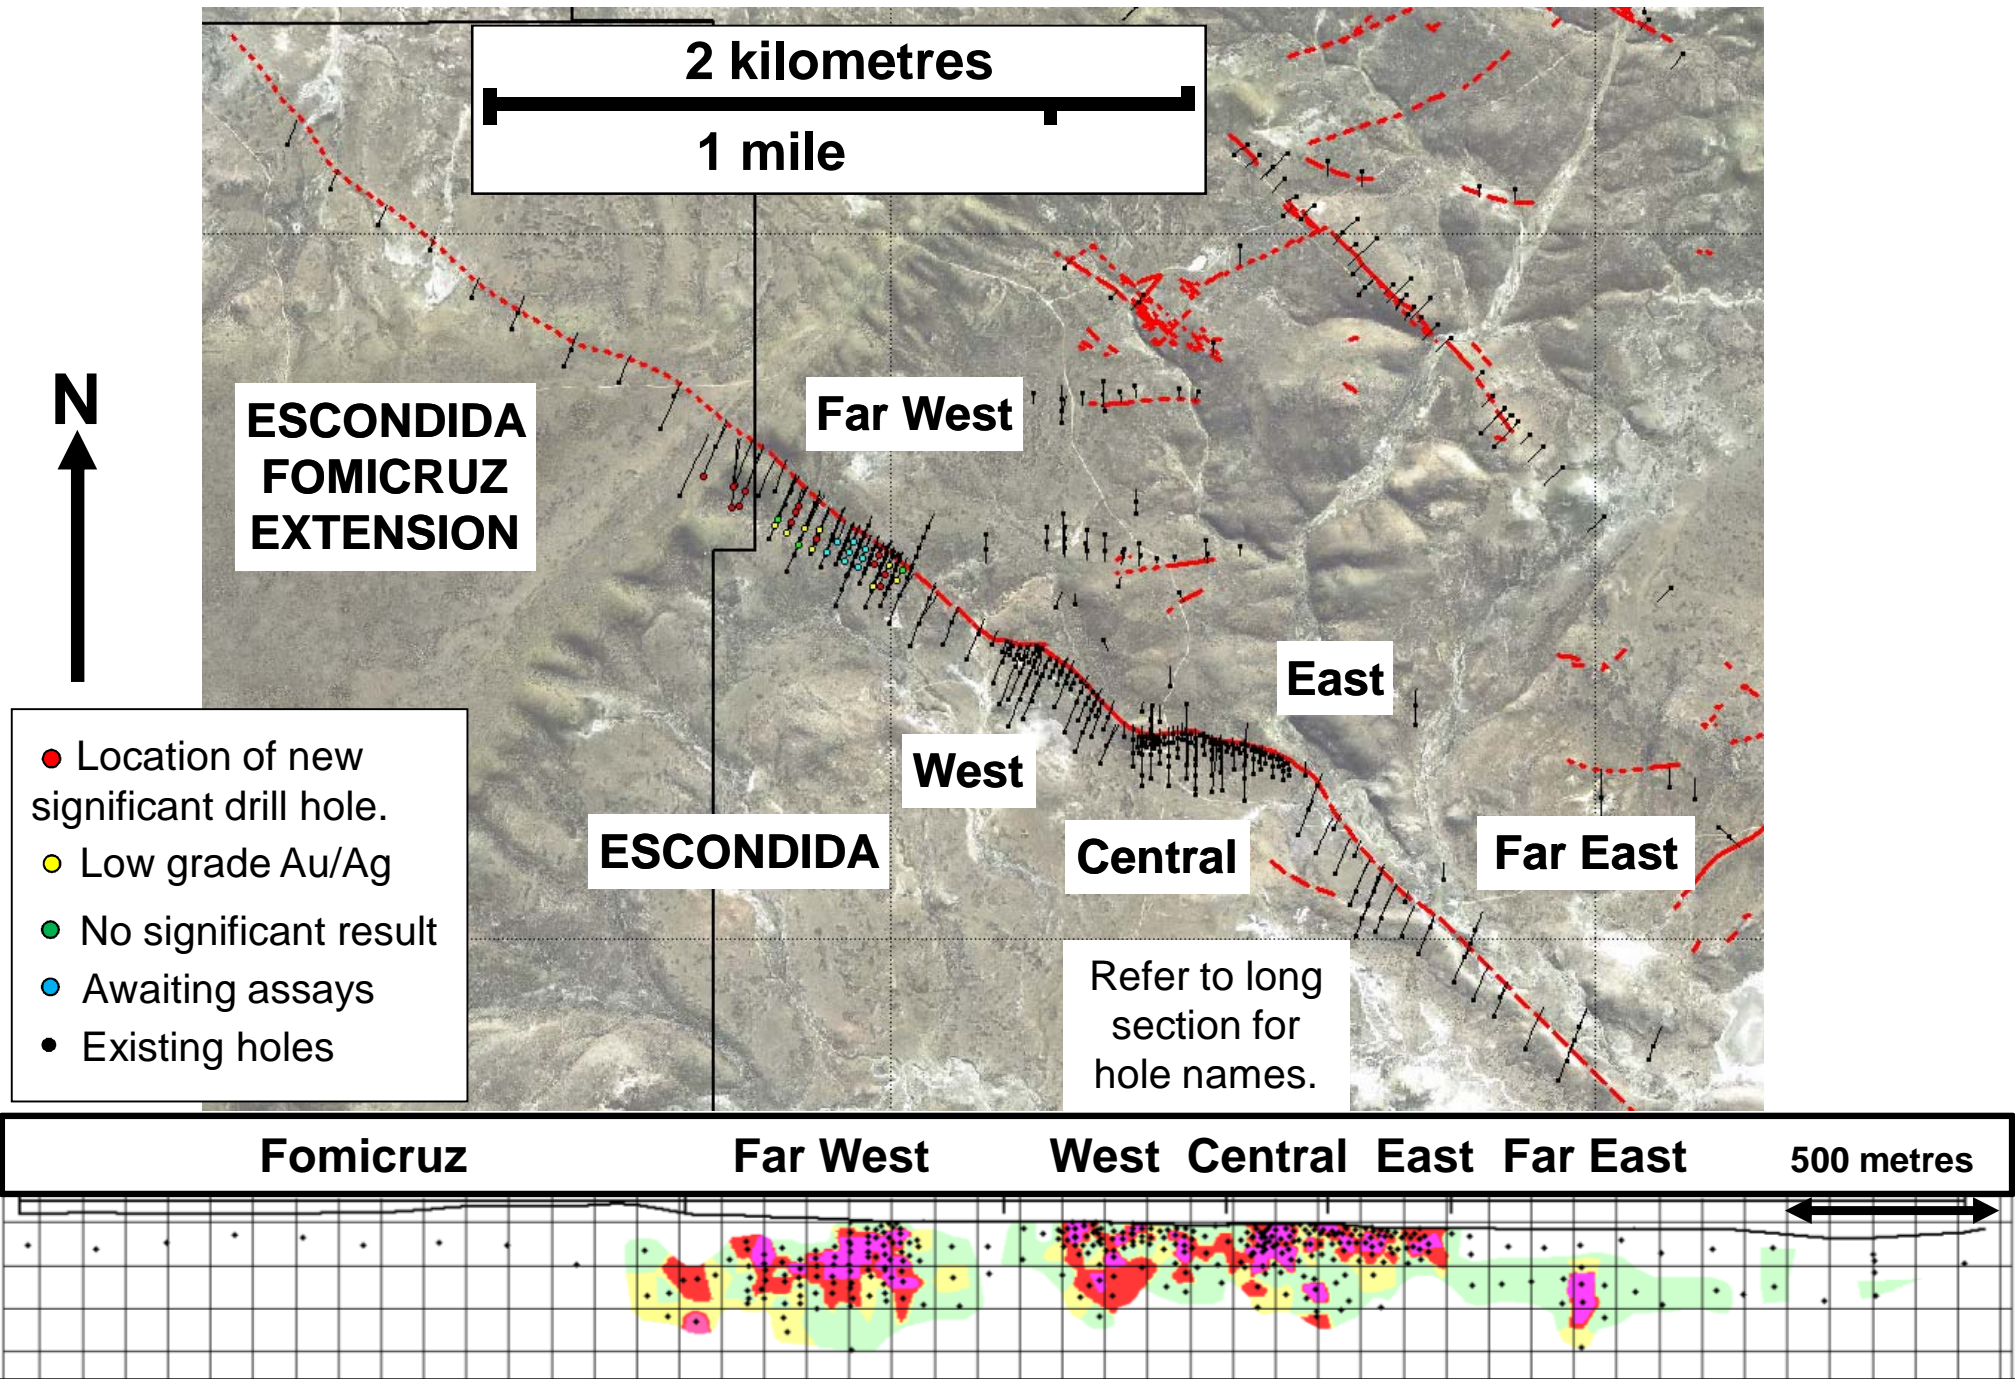 2 kilometres
1 mile
N
Far West
ESCONDIDA
FOMICRUZ
EXTENSION
East
West
ESCONDIDA
Central
Far East
Refer to long
section for
hole names.
Location of new
significant drill hole.
Low grade Au/Ag
No significant result
Awaiting assays
Existing holes
Fomicruz Far West West Central East Far East 500 metres